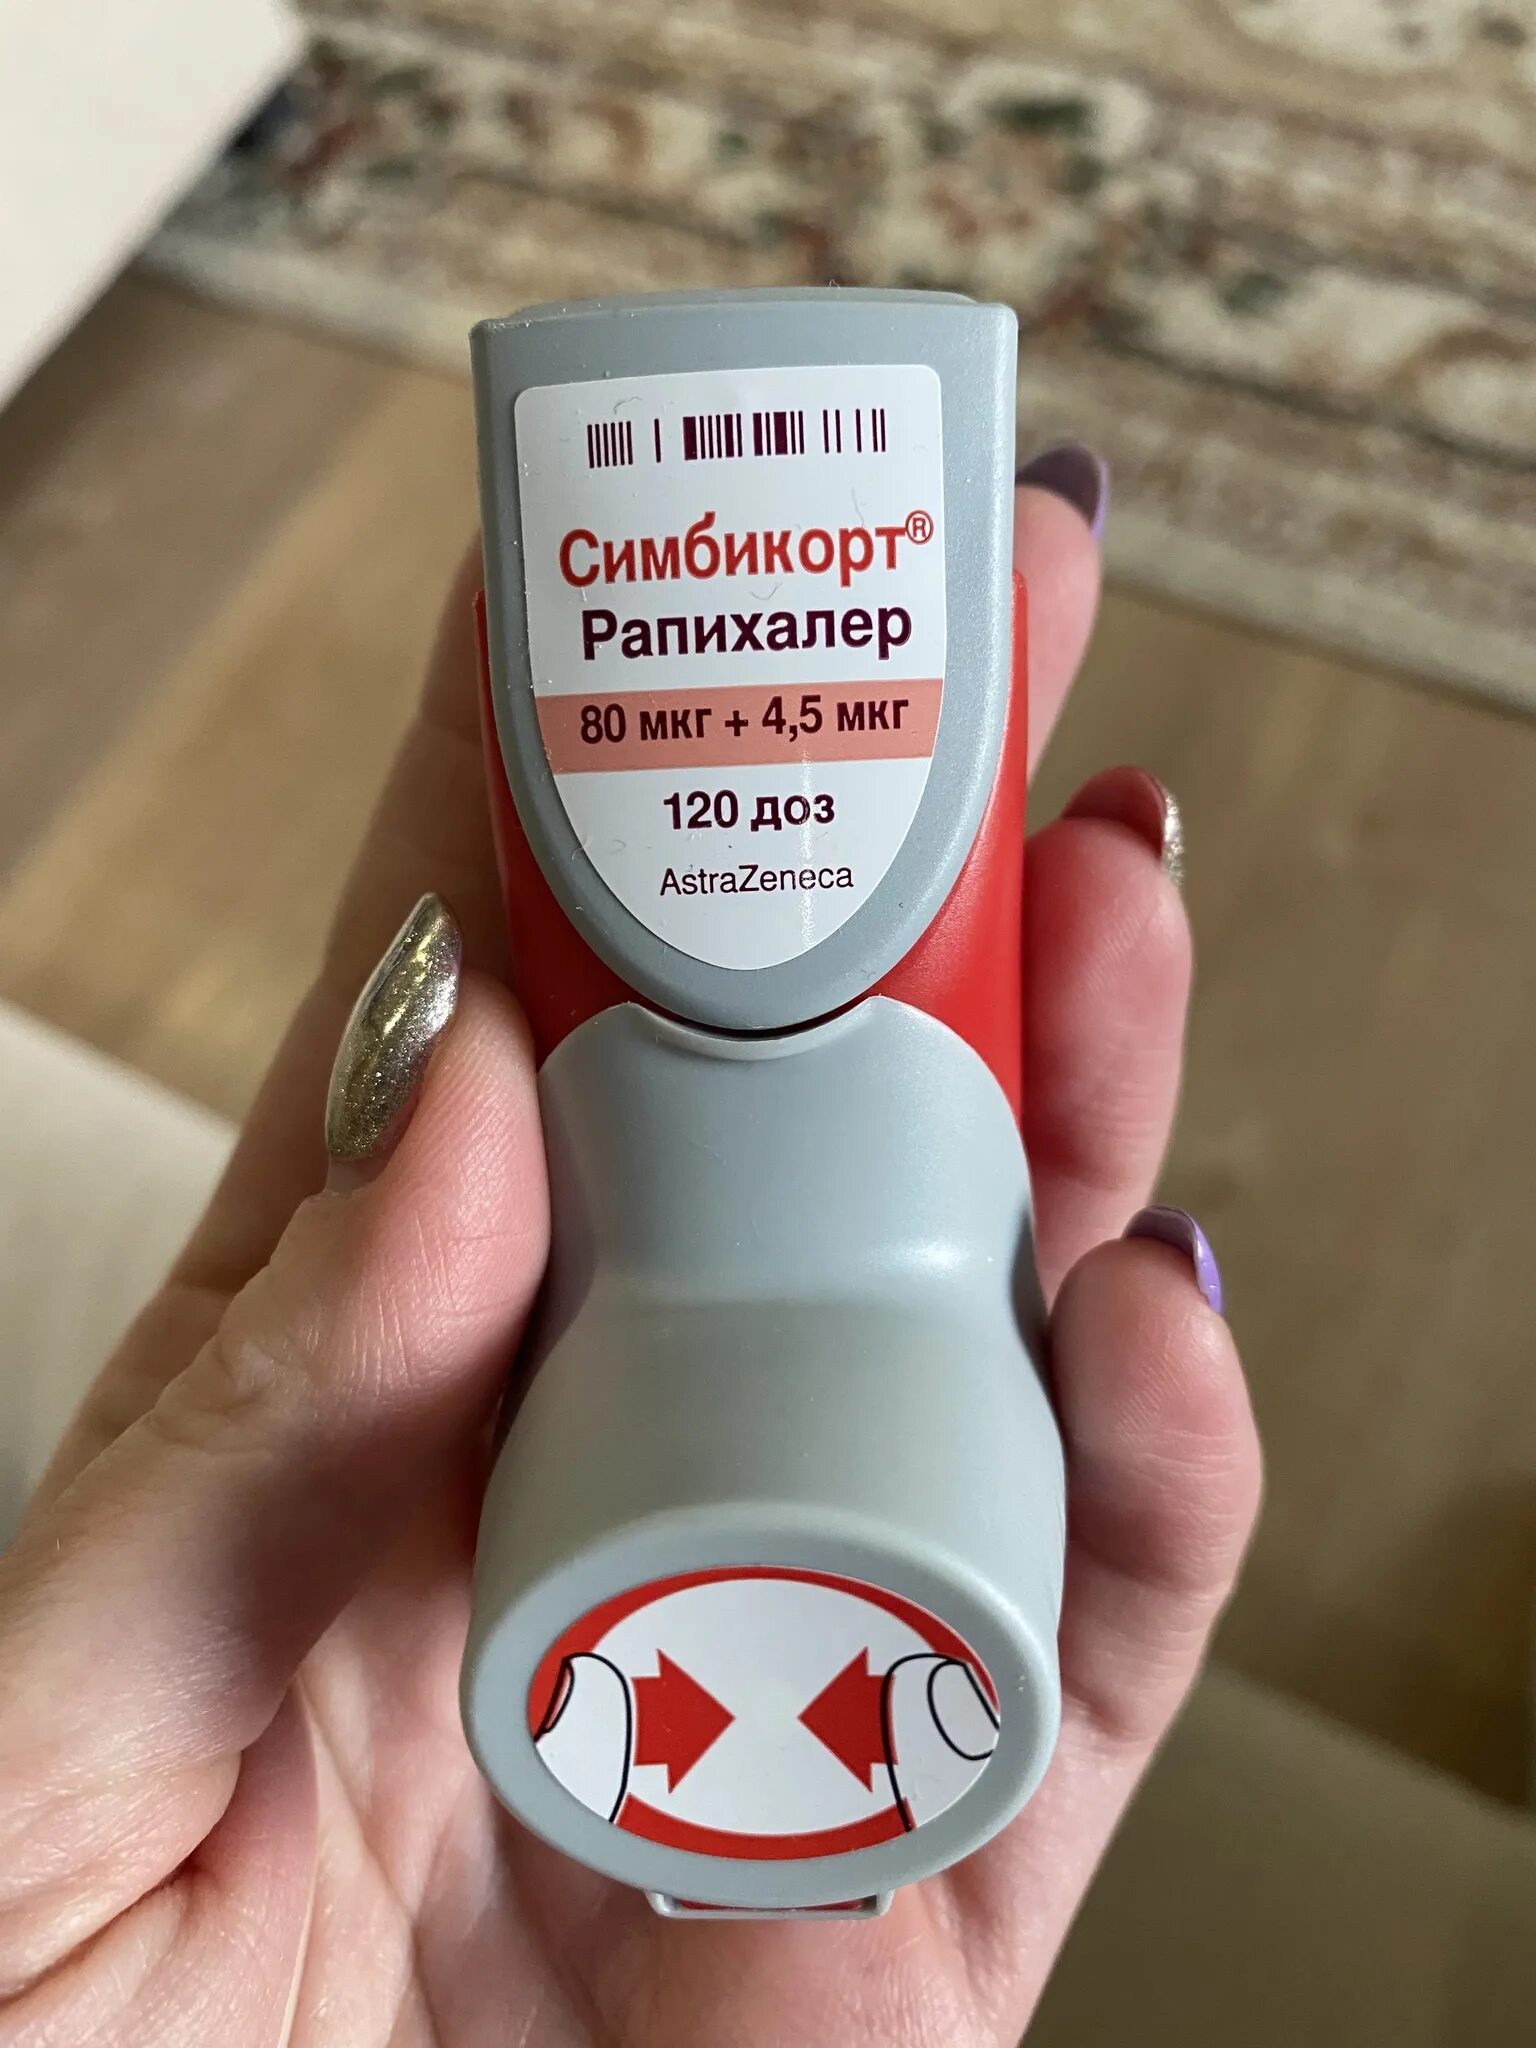 Симбикорт®
Рапихалер
80 мкг + 4,5 мкг
120 доз
AstraZeneca